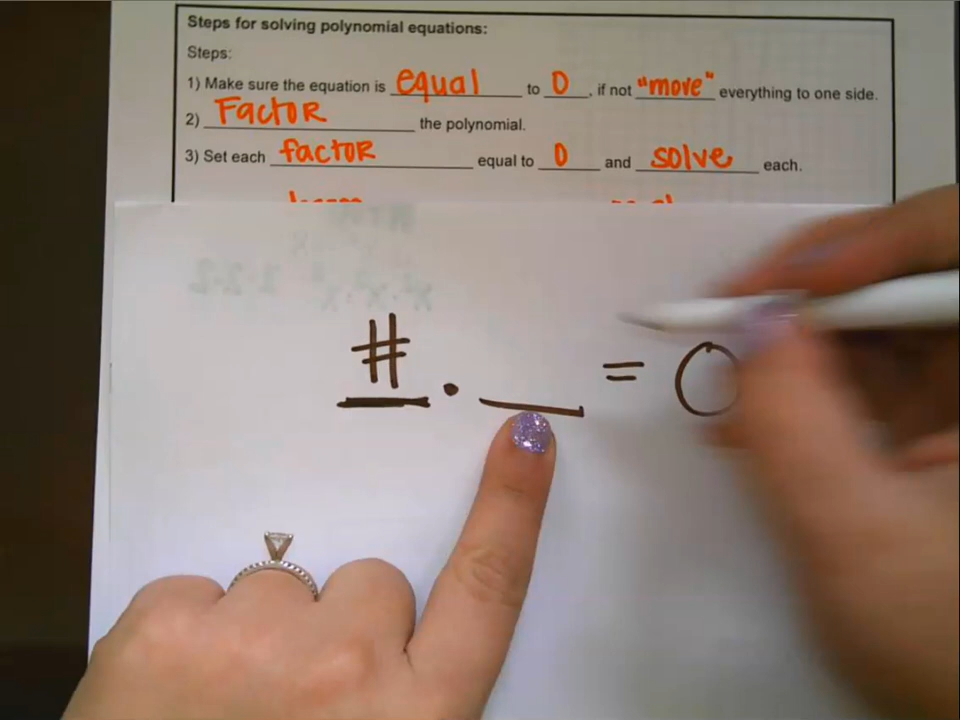 Steps for solving polynomial equations:
Steps:
1) Make sure the equation is equal to 0, if not "move" everything to one side.
2) Factor the polynomial.
3) Set each factor equal to 0 and solve each.
# · __ = 0